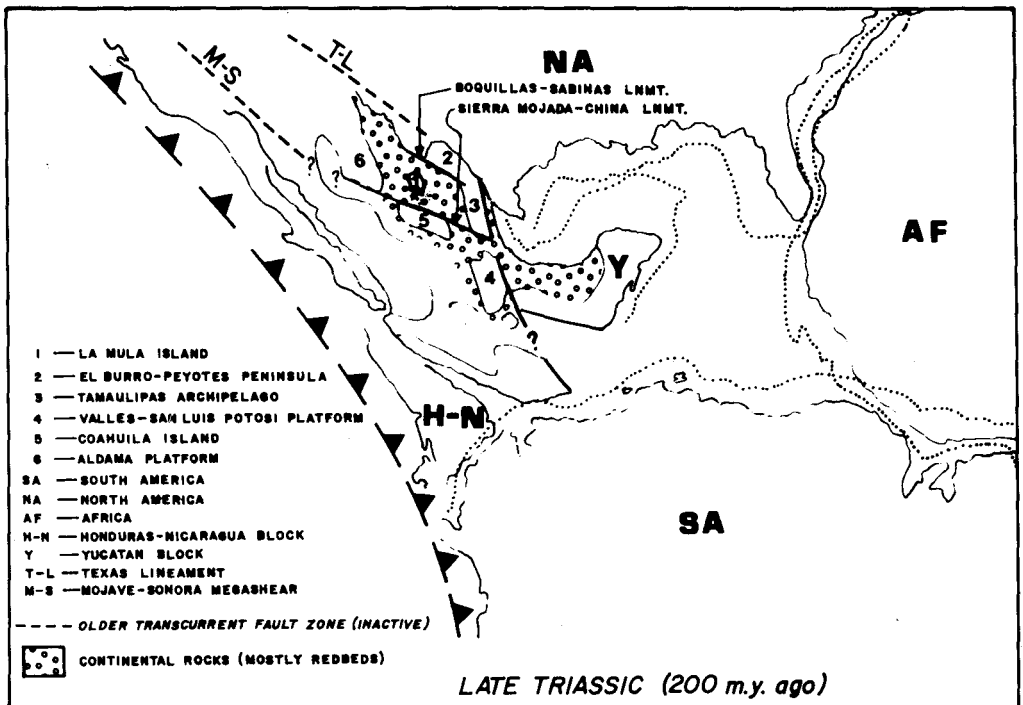 M-S
T-L
NA
BOQUILLAS-SABINAS LNMT.
SIERRA MOJADA-CHINA LNMT.
6
2
?
?
1
3
5
AF
Y
4
?
H-N
SA
1 — LA MULA ISLAND
2 — EL BURRO-PEYOTES PENINSULA
3 — TAMAULIPAS ARCHIPELAGO
4 — VALLES-SAN LUIS POTOSI PLATFORM
5 — COAHUILA ISLAND
6 — ALDAMA PLATFORM
SA — SOUTH AMERICA
NA — NORTH AMERICA
AF — AFRICA
H-N — HONDURAS-NICARAGUA BLOCK
Y — YUCATAN BLOCK
T-L — TEXAS LINEAMENT
M-S — MOJAVE-SONORA MEGASHEAR
OLDER TRANSCURRENT FAULT ZONE (INACTIVE)
CONTINENTAL ROCKS (MOSTLY REDBEDS)
LATE TRIASSIC (200 m.y. ago)